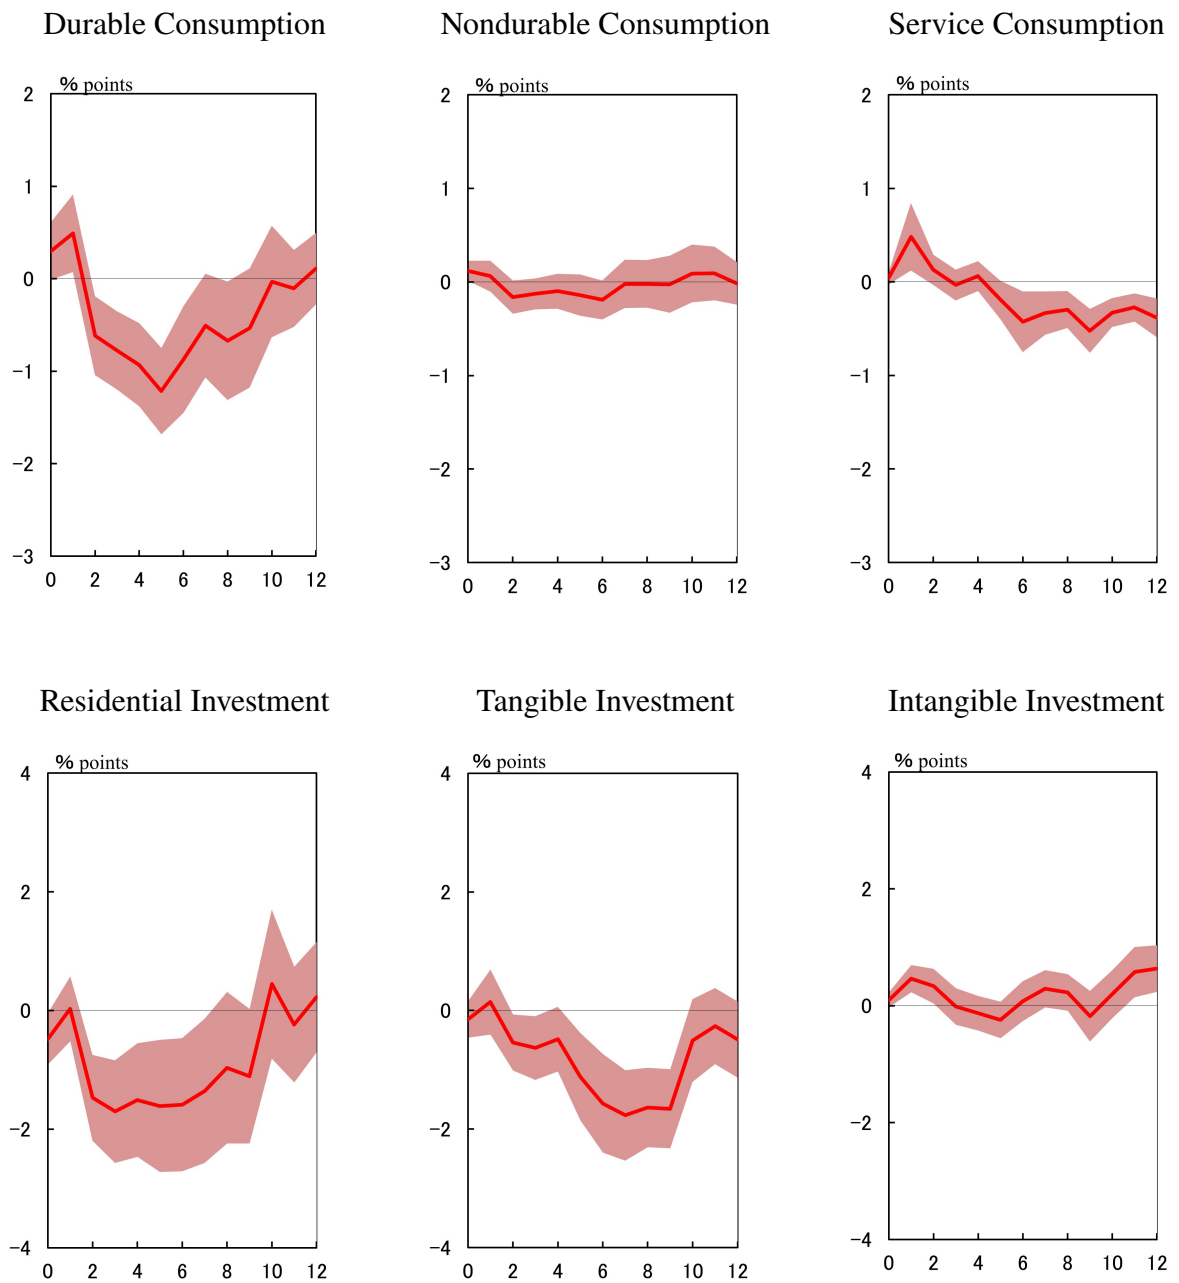 Durable Consumption
Nondurable Consumption
Service Consumption
% points
2
1
0
−1
−2
−3
0 2 4 6 8 10 12
% points
2
1
0
−1
−2
−3
0 2 4 6 8 10 12
% points
2
1
0
−1
−2
−3
0 2 4 6 8 10 12
Residential Investment
Tangible Investment
Intangible Investment
% points
4
2
0
−2
−4
0 2 4 6 8 10 12
% points
4
2
0
−2
−4
0 2 4 6 8 10 12
% points
4
2
0
−2
−4
0 2 4 6 8 10 12